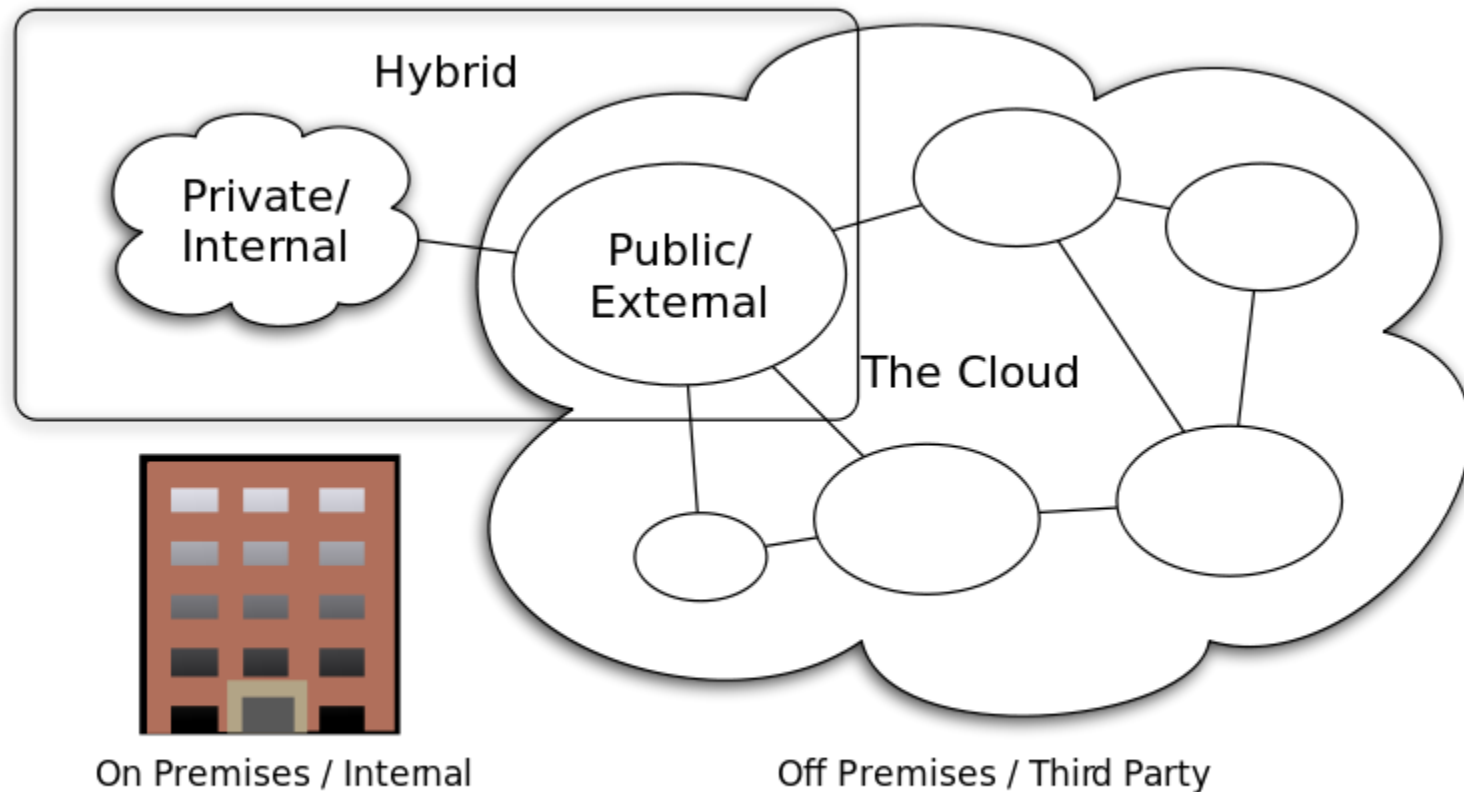 Hybrid
Private/
Internal
Public/
External
The Cloud
On Premises / Internal
Off Premises / Third Party